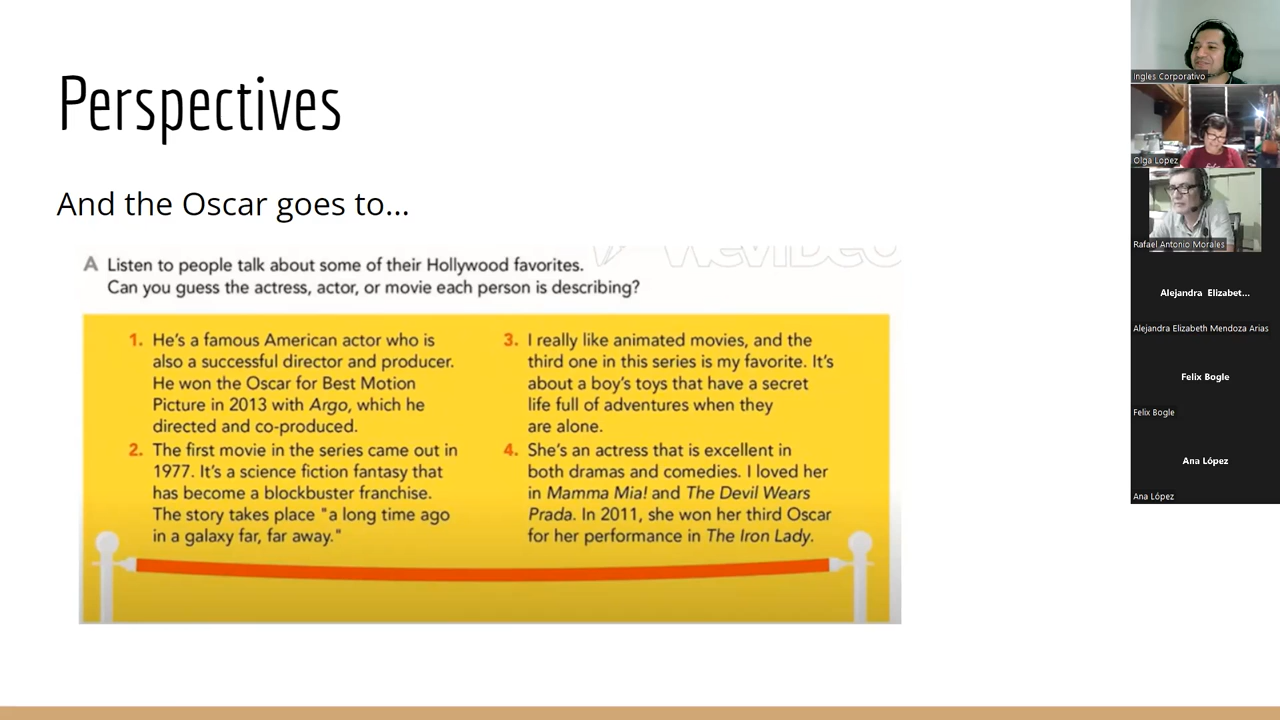 Perspectives
And the Oscar goes to...
A Listen to people talk about some of their Hollywood favorites.
Can you guess the actress, actor, or movie each person is describing?
1. He's a famous American actor who is
also a successful director and producer.
He won the Oscar for Best Motion
Picture in 2013 with Argo, which he
directed and co-produced.
2. The first movie in the series came out in
1977. It's a science fiction fantasy that
has become a blockbuster franchise.
The story takes place "a long time ago
in a galaxy far, far away."
3. I really like animated movies, and the
third one in this series is my favorite. It's
about a boy's toys that have a secret
life full of adventures when they
are alone.
4. She's an actress that is excellent in
both dramas and comedies. I loved her
in Mamma Mia! and The Devil Wears
Prada. In 2011, she won her third Oscar
for her performance in The Iron Lady.
WEVIDEO
Ingles Corporativo
Olga Lopez
Rafael Antonio Morales
Alejandra Elizabet...
Alejandra Elizabeth Mendoza Arias
Felix Bogle
Felix Bogle
Ana López
Ana López